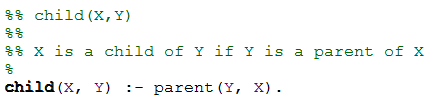 %% child(X,Y)
%%
%% X is a child of Y if Y is a parent of X
%
child(X, Y) :- parent(Y, X).